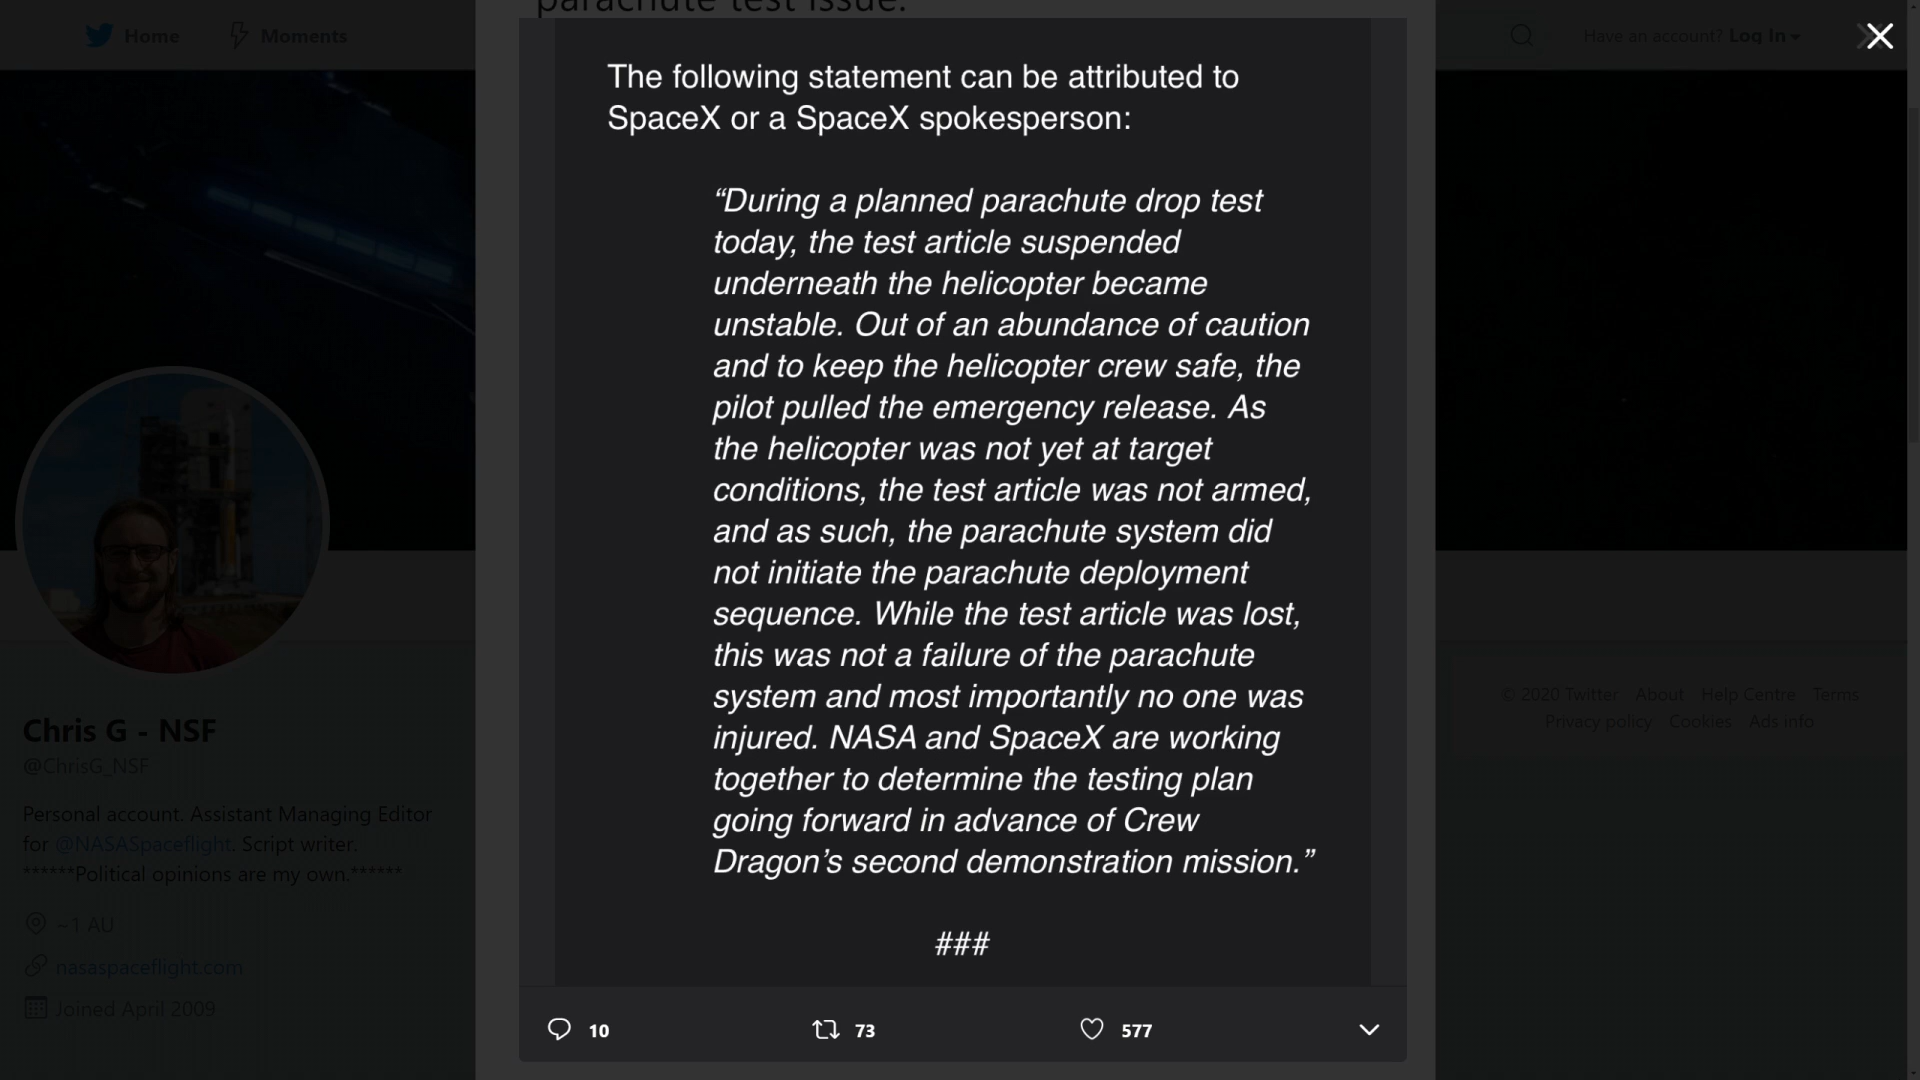 parachute test issue.
Home
Moments
Have an account? Log In
The following statement can be attributed to
SpaceX or a SpaceX spokesperson:
“During a planned parachute drop test
today, the test article suspended
underneath the helicopter became
unstable. Out of an abundance of caution
and to keep the helicopter crew safe, the
pilot pulled the emergency release. As
the helicopter was not yet at target
conditions, the test article was not armed,
and as such, the parachute system did
not initiate the parachute deployment
sequence. While the test article was lost,
this was not a failure of the parachute
system and most importantly no one was
injured. NASA and SpaceX are working
together to determine the testing plan
going forward in advance of Crew
Dragon’s second demonstration mission.”
###
10
73
577
Chris G - NSF
@ChrisG_NSF
Personal account. Assistant Managing Editor
for @NASASpaceflight. Script writer.
******Political opinions are my own.******
~1 AU
nasaspaceflight.com
Joined April 2009
© 2020 Twitter About Help Centre Terms
Privacy policy Cookies Ads info